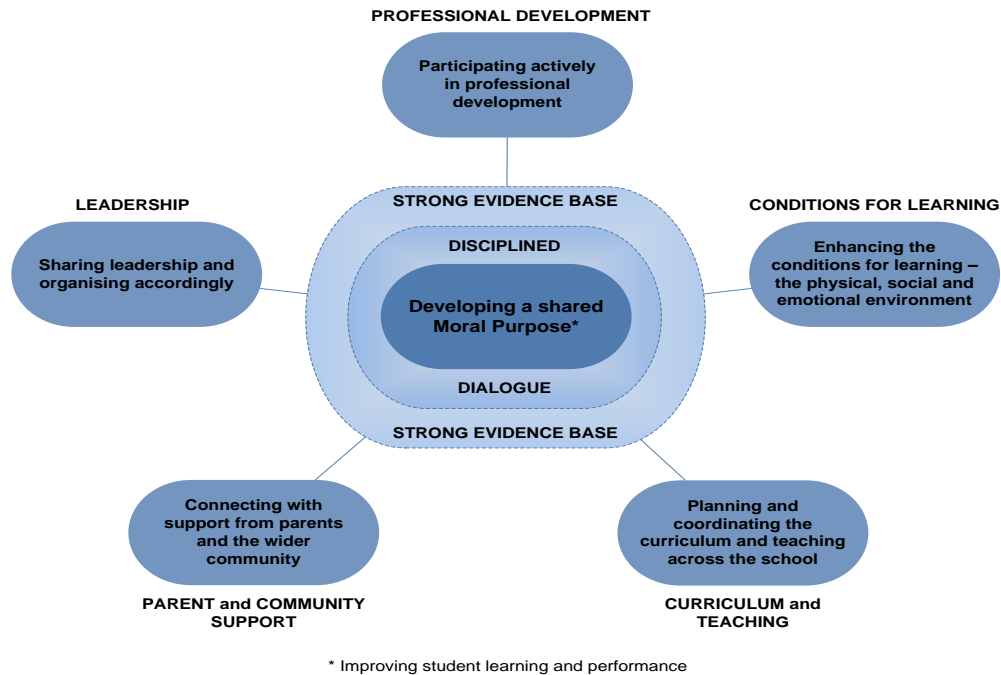 PROFESSIONAL DEVELOPMENT
Participating actively
in professional
development
LEADERSHIP
Sharing leadership and
organising accordingly
STRONG EVIDENCE BASE
DISCIPLINED
Developing a shared
Moral Purpose*
DIALOGUE
STRONG EVIDENCE BASE
CONDITIONS FOR LEARNING
Enhancing the
conditions for learning –
the physical, social and
emotional environment
Connecting with
support from parents
and the wider
community
PARENT and COMMUNITY
SUPPORT
Planning and
coordinating the
curriculum and teaching
across the school
CURRICULUM and
TEACHING
* Improving student learning and performance